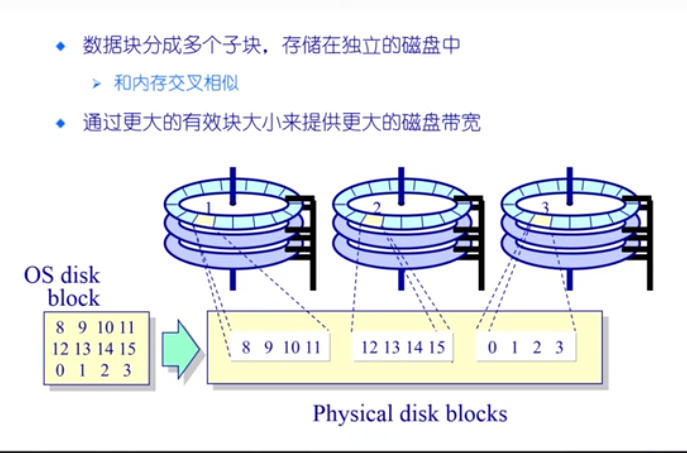 数据块分成多个子块，存储在独立的磁盘中
和内存交叉相似
通过更大的有效块大小来提供更大的磁盘带宽
1 2 3
OS disk
block
8 9 10 11
12 13 14 15
0 1 2 3
8 9 10 11 12 13 14 15 0 1 2 3
Physical disk blocks